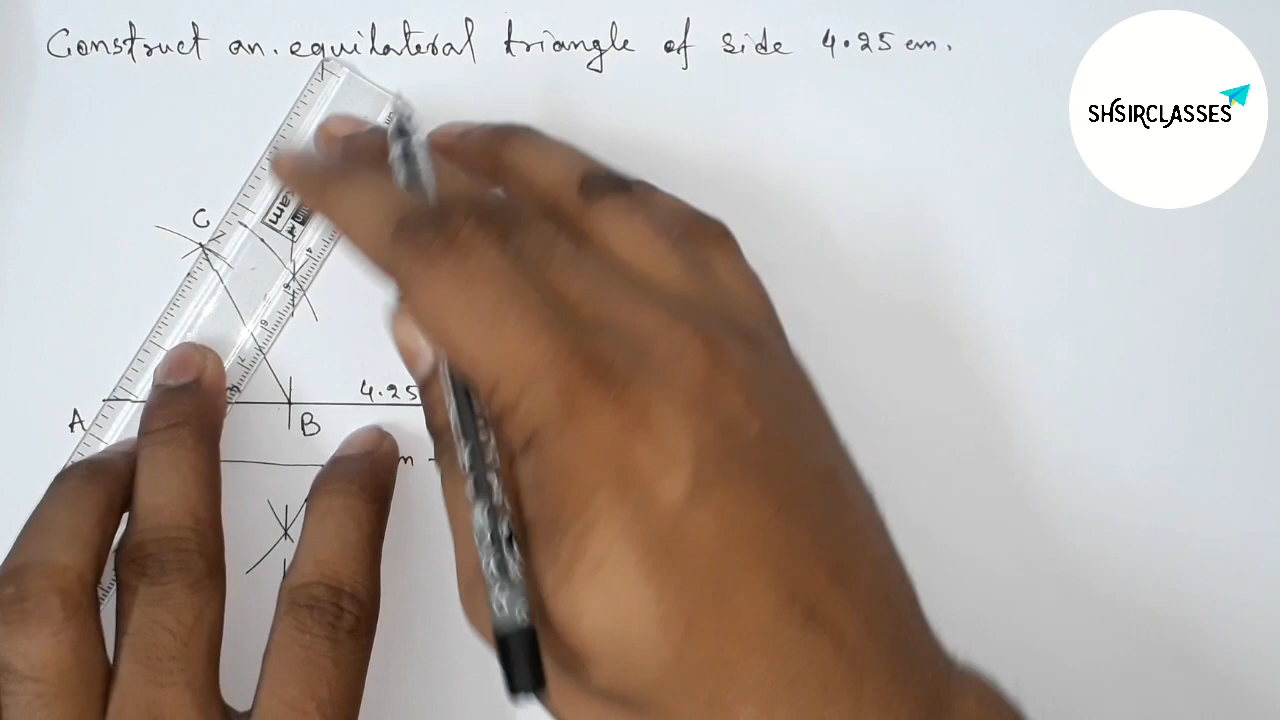 Construct an. equilateral triangle of side 4.25 cm.
SHSIRCLASSES
C
A
B
4.25
m